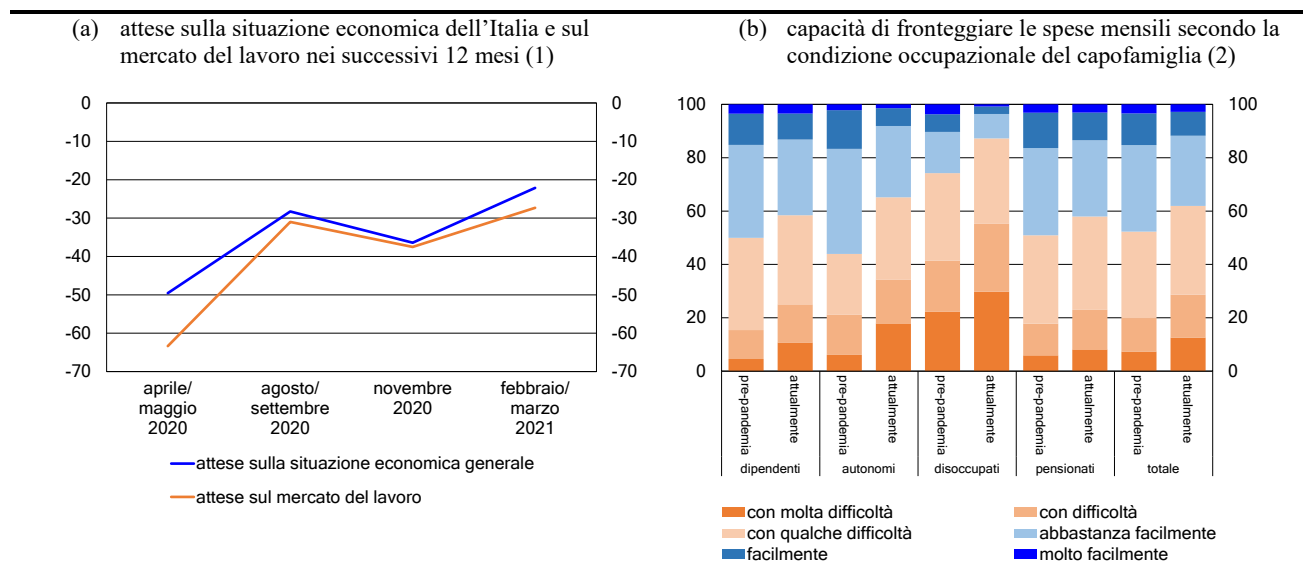 (a) attese sulla situazione economica dell’Italia e sul
mercato del lavoro nei successivi 12 mesi (1)
0 0
-10 -10
-20 -20
-30 -30
-40 -40
-50 -50
-60 -60
-70 -70
aprile/ agosto/ novembre febbraio/
maggio settembre 2020 marzo
2020 2020 2021
attese sulla situazione economica generale
attese sul mercato del lavoro
(b) capacità di fronteggiare le spese mensili secondo la
condizione occupazionale del capofamiglia (2)
100 100
80 80
60 60
40 40
20 20
0 0
pre-pandemia attualmente pre-pandemia attualmente pre-pandemia attualmente pre-pandemia attualmente pre-pandemia attualmente
dipendenti autonomi disoccupati pensionati totale
con molta difficoltà con difficoltà
con qualche difficoltà abbastanza facilmente
facilmente molto facilmente